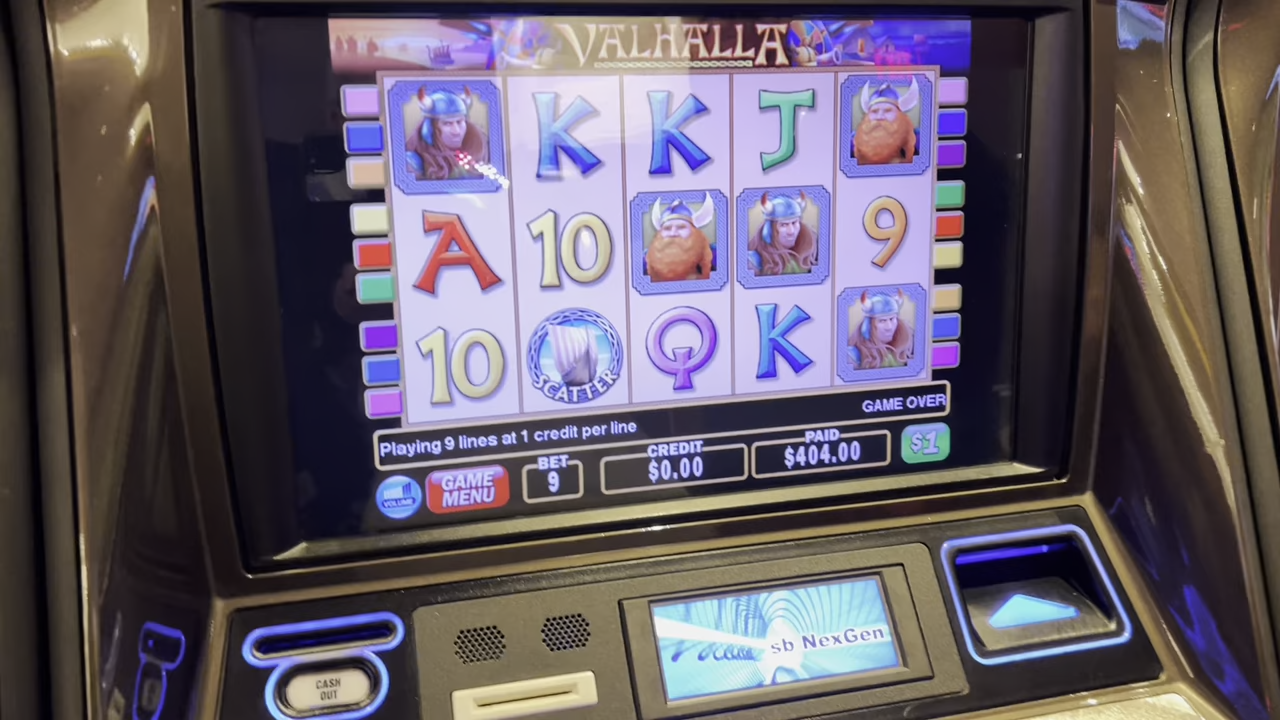 VALHALLA
K K J
A 10 9
10 SCATTER Q K
GAME OVER
Playing 9 lines at 1 credit per line
VOLUME
GAME MENU
BET
9
CREDIT
$0.00
PAID
$404.00
$1
sb NexGen
CASH
OUT